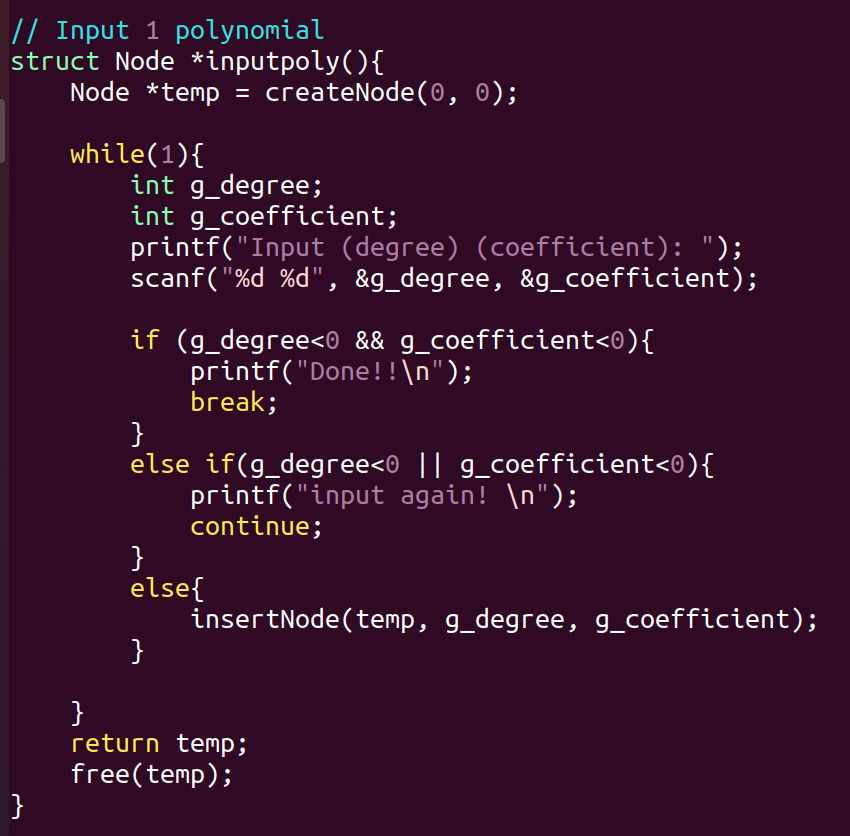 // Input 1 polynomial
struct Node *inputpoly(){
    Node *temp = createNode(0, 0);
    while(1){
        int g_degree;
        int g_coefficient;
        printf("Input (degree) (coefficient): ");
        scanf("%d %d", &g_degree, &g_coefficient);
        if (g_degree<0 && g_coefficient<0){
            printf("Done!!\n");
            break;
        }
        else if(g_degree<0 || g_coefficient<0){
            printf("input again! \n");
            continue;
        }
        else{
            insertNode(temp, g_degree, g_coefficient);
        }
    }
    return temp;
    free(temp);
}